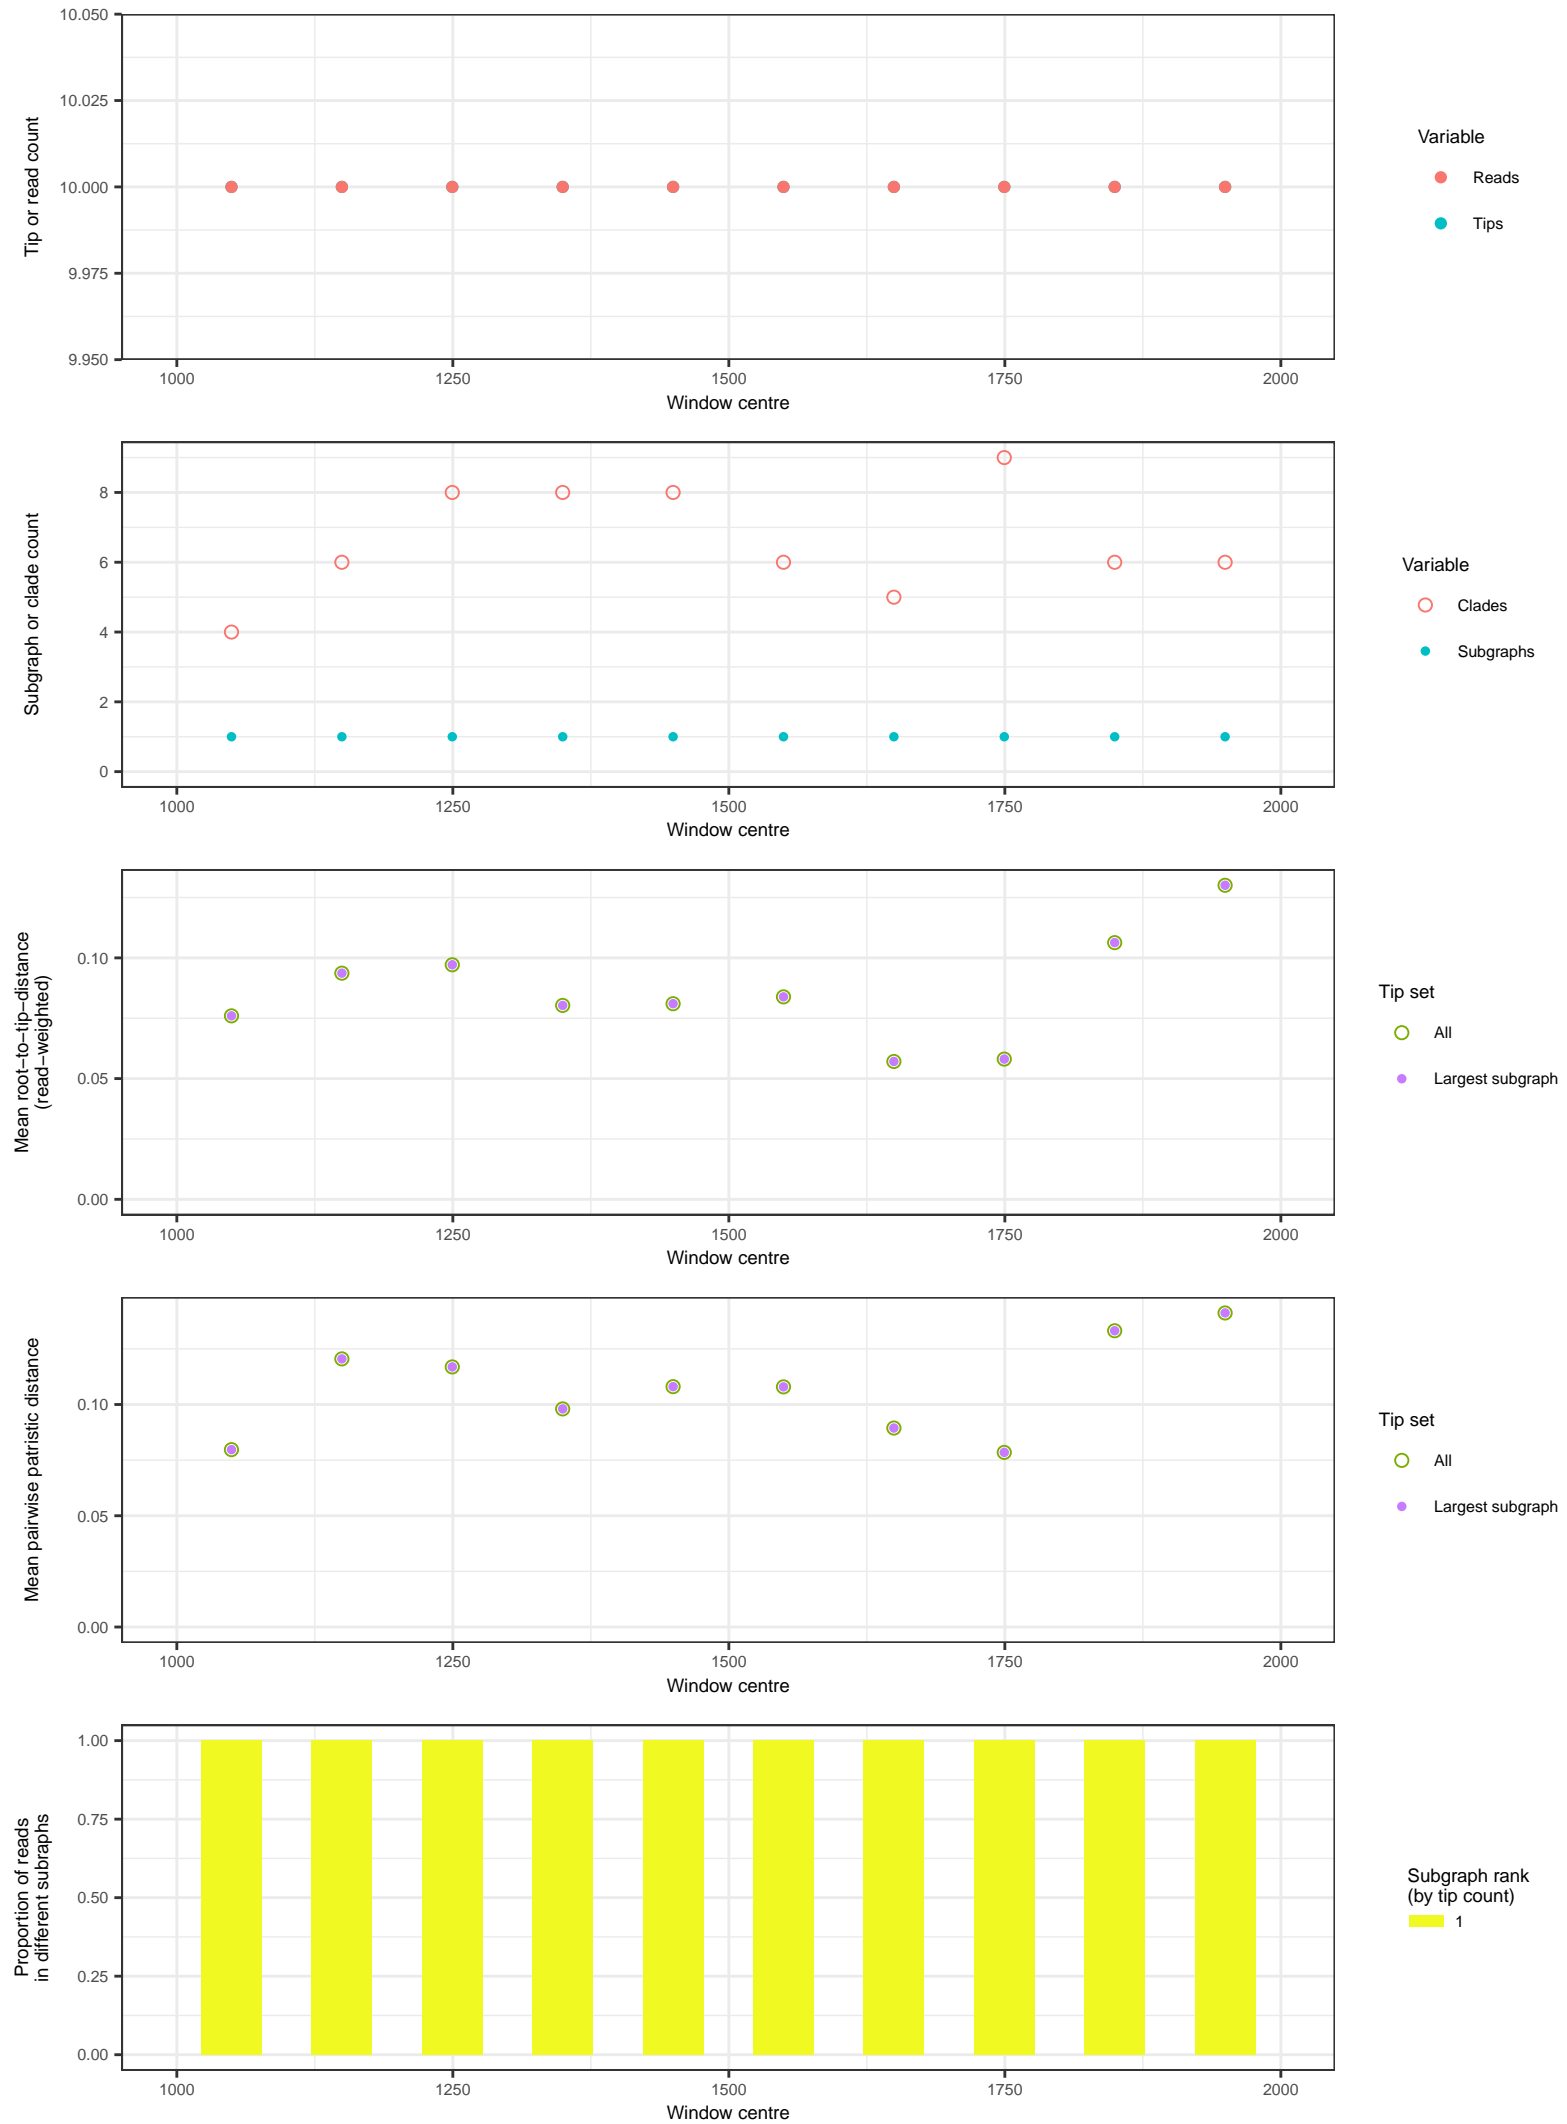 10.050
10.025
10.000
9.975
9.950
Tip or read count
1000 1250 1500 1750 2000
Window centre
Variable
Reads
Tips
8
6
4
2
0
Subgraph or clade count
1000 1250 1500 1750 2000
Window centre
Variable
Clades
Subgraphs
0.10
0.05
0.00
Mean root−to−tip−distance
(read−weighted)
1000 1250 1500 1750 2000
Window centre
Tip set
All
Largest subgraph
0.10
0.05
0.00
Mean pairwise patristic distance
1000 1250 1500 1750 2000
Window centre
Tip set
All
Largest subgraph
1.00
0.75
0.50
0.25
0.00
Proportion of reads
in different subraphs
1000 1250 1500 1750 2000
Window centre
Subgraph rank
(by tip count)
1